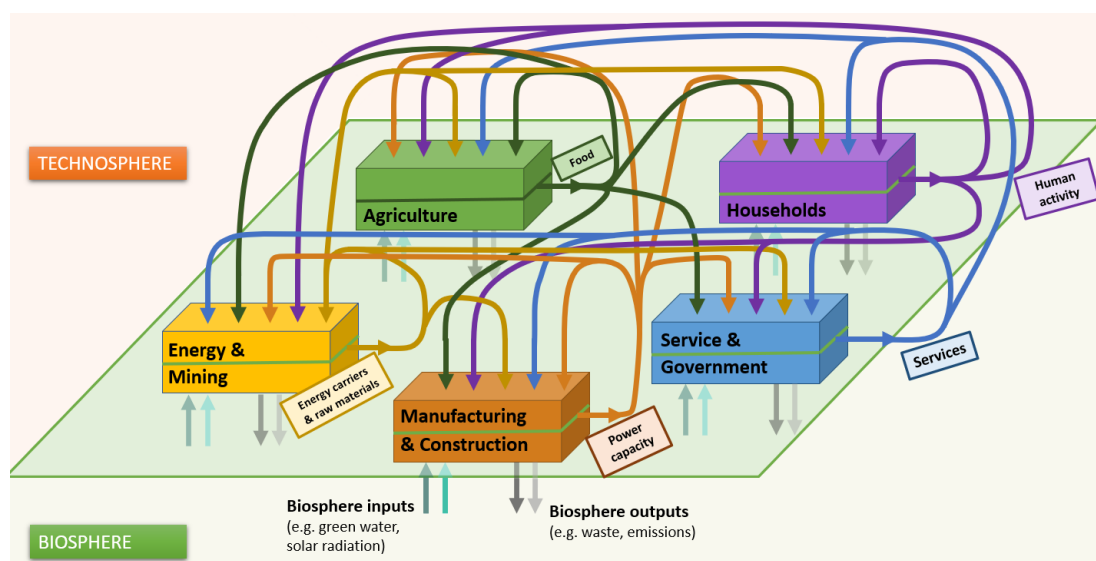 TECHNOSPHERE
Food
Agriculture
Households
Human
activity
Energy &
Mining
Energy carriers
& raw materials
Service &
Government
Services
Manufacturing
& Construction
Power
capacity
Biosphere inputs
(e.g. green water,
solar radiation)
Biosphere outputs
(e.g. waste, emissions)
BIOSPHERE